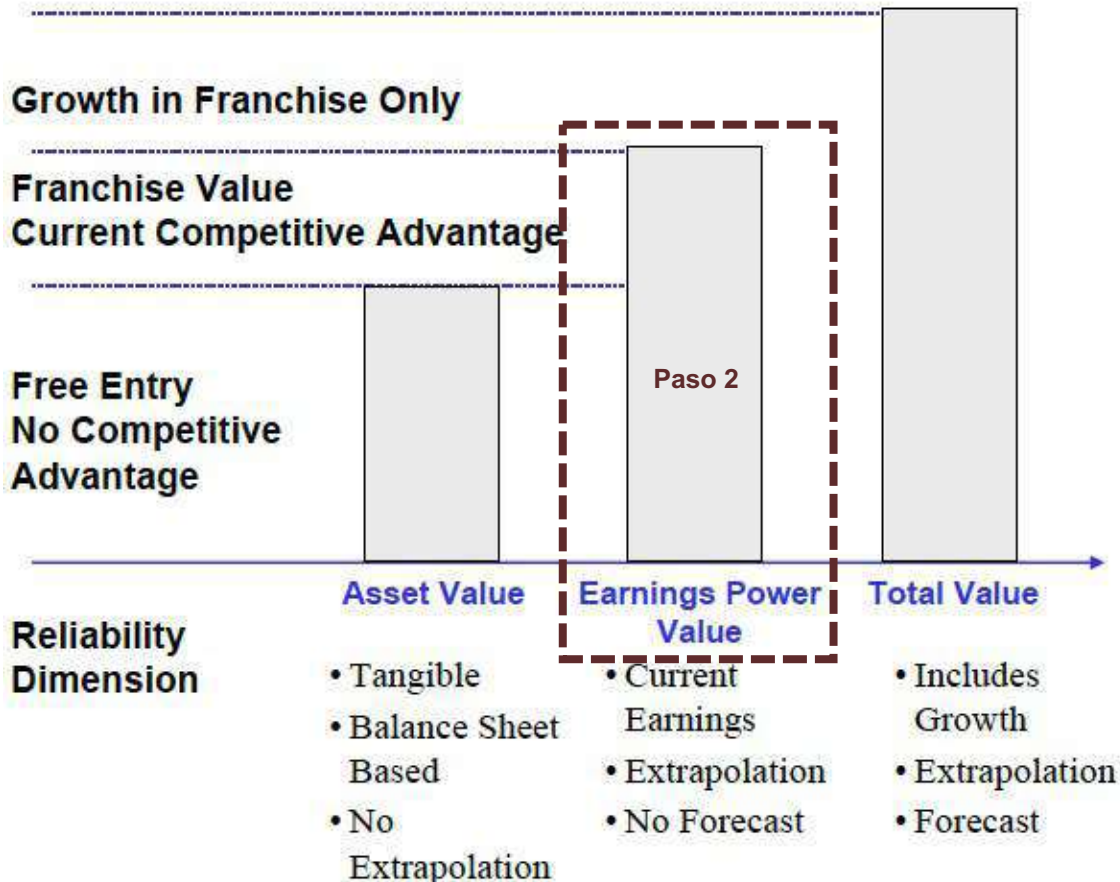 Growth in Franchise Only
Franchise Value
Current Competitive Advantage
Free Entry
No Competitive
Advantage
Paso 2
Asset Value
Earnings Power
Value
Total Value
Reliability
Dimension
• Tangible
• Balance Sheet
Based
• No
Extrapolation
• Current
Earnings
• Extrapolation
• No Forecast
• Includes
Growth
• Extrapolation
• Forecast